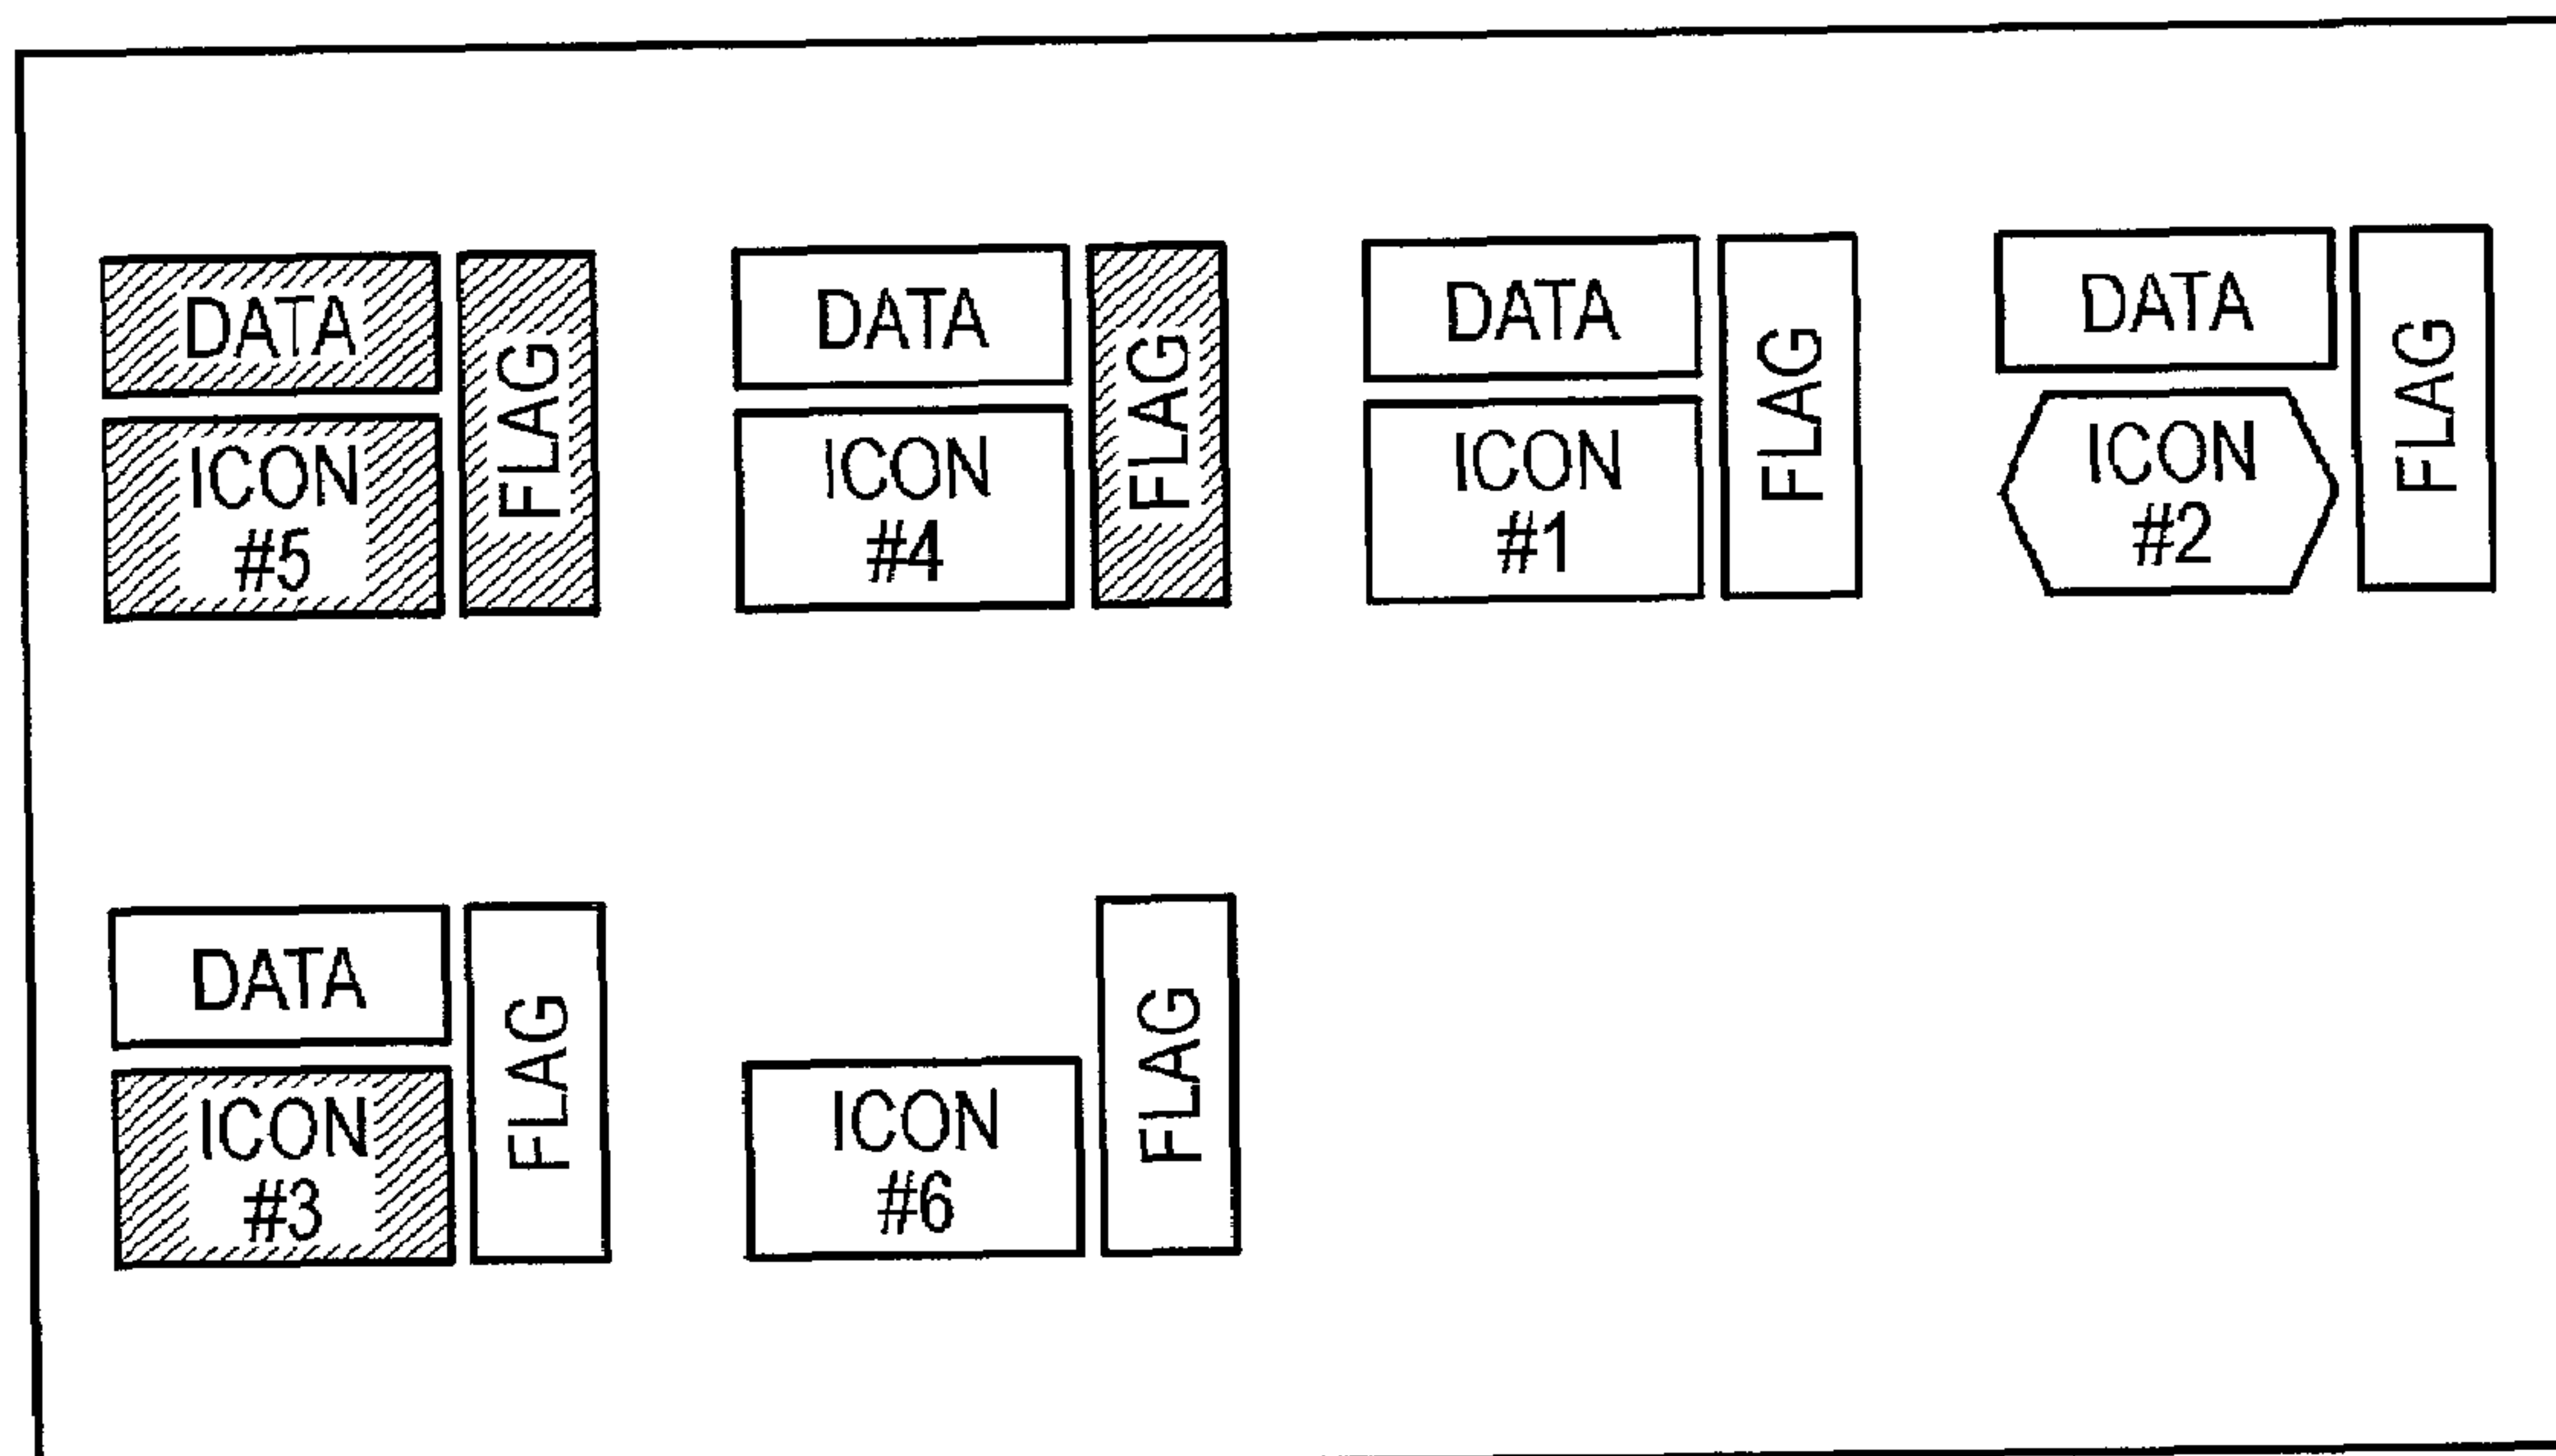 DATA
ICON
#5
FLAG
DATA
ICON
#4
FLAG
DATA
ICON
#1
FLAG
DATA
ICON
#2
FLAG
DATA
ICON
#3
FLAG
ICON
#6
FLAG